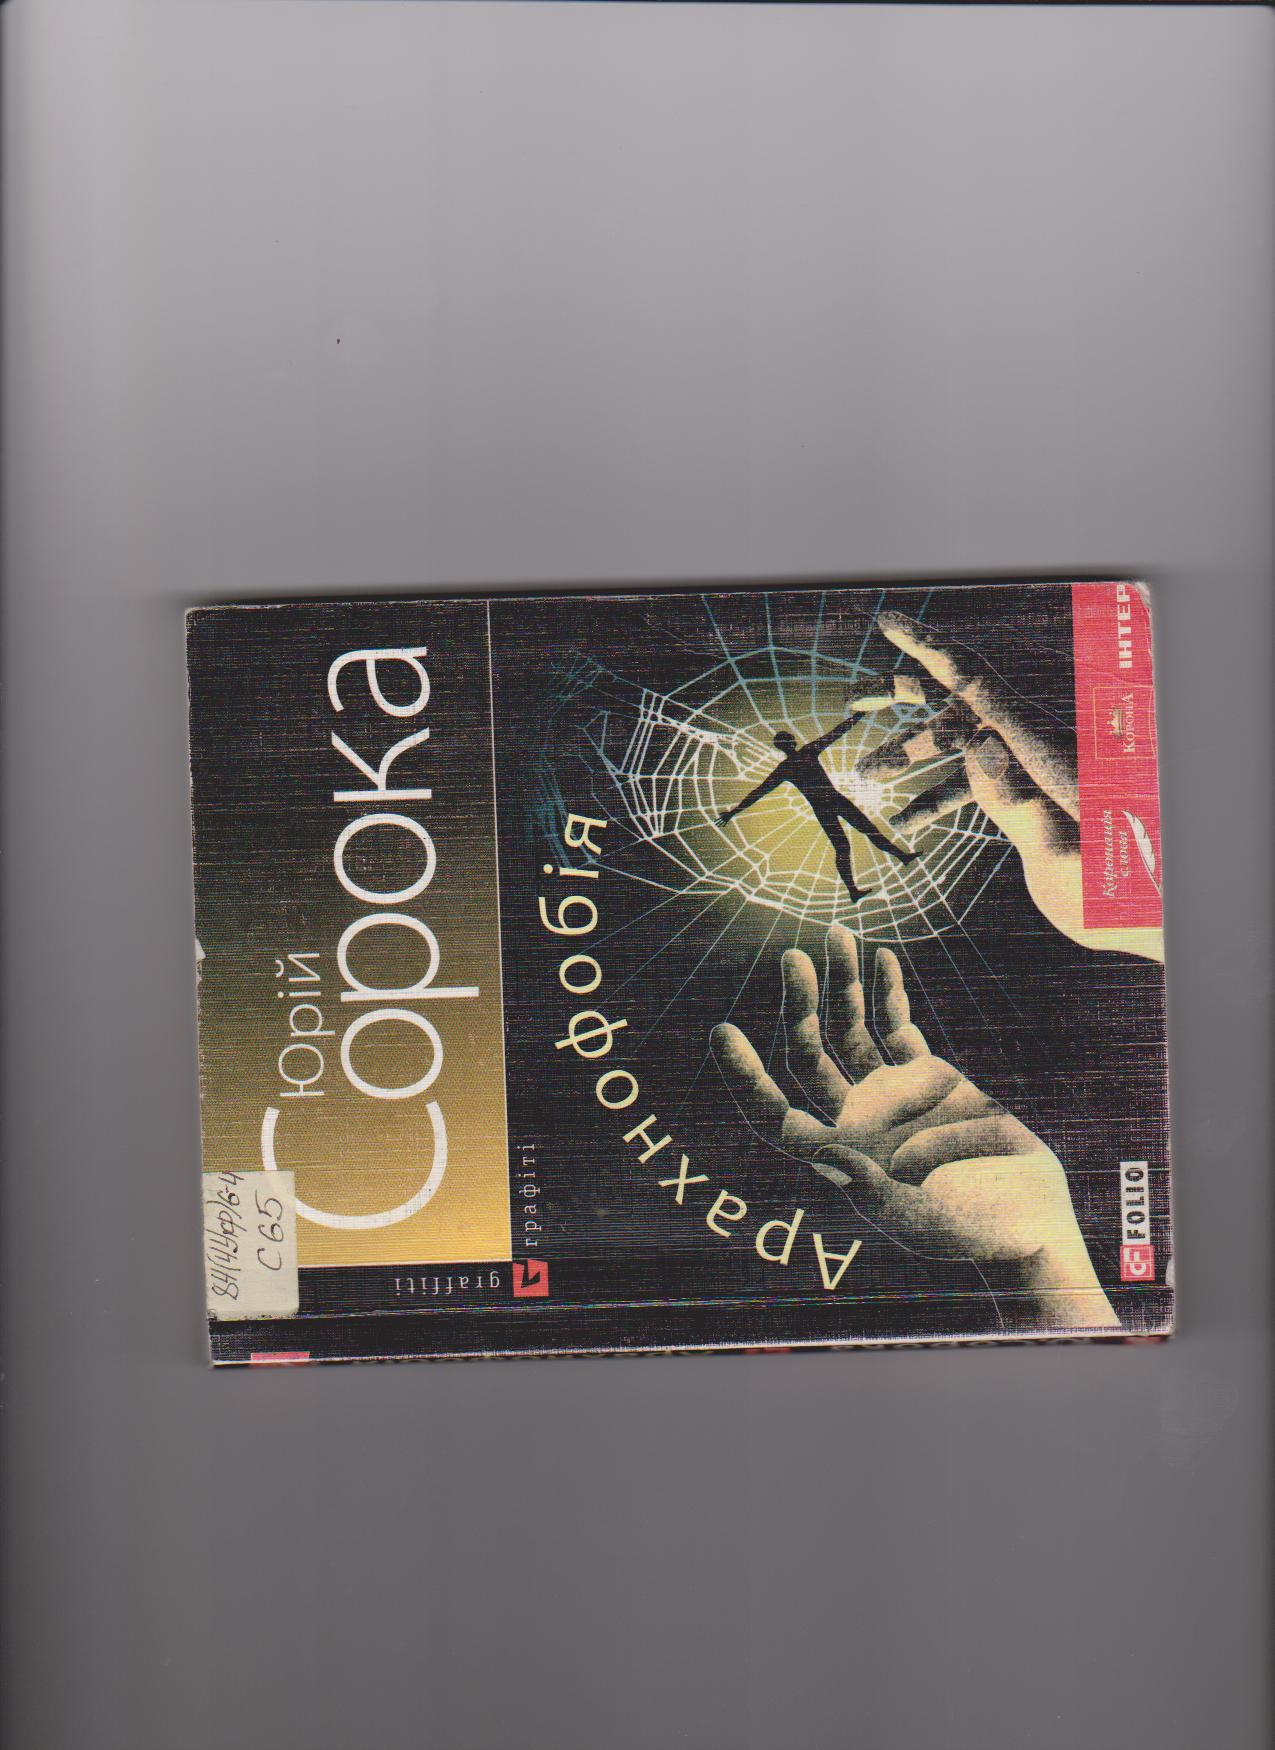 84(4Укр)6-4
С65
Юрій
Сорока
graffiti
графіті
Арахнофобія
FOLIO
Коронація
слова
КОРОНА
ІНТЕР